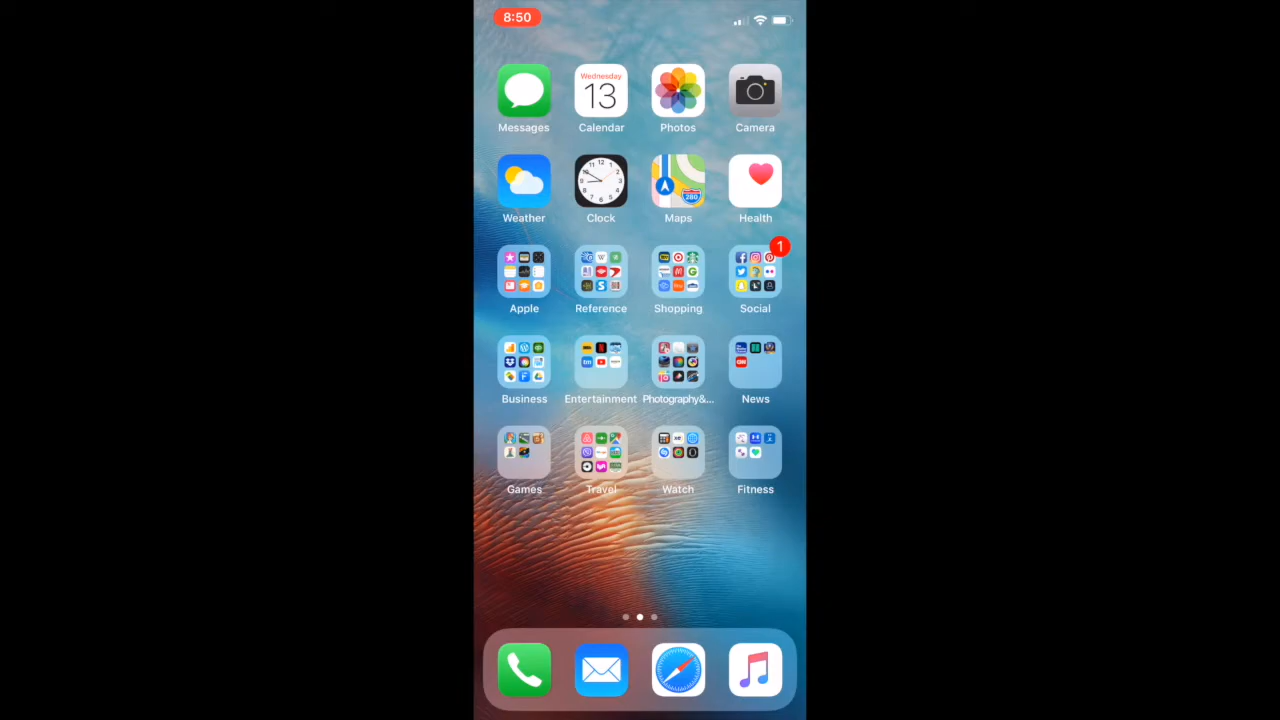 8:50
Wednesday
13
Messages Calendar Photos Camera
280
Weather Clock Maps Health
1
Apple Reference Shopping Social
Business Entertainment Photography&... News
Games Travel Watch Fitness